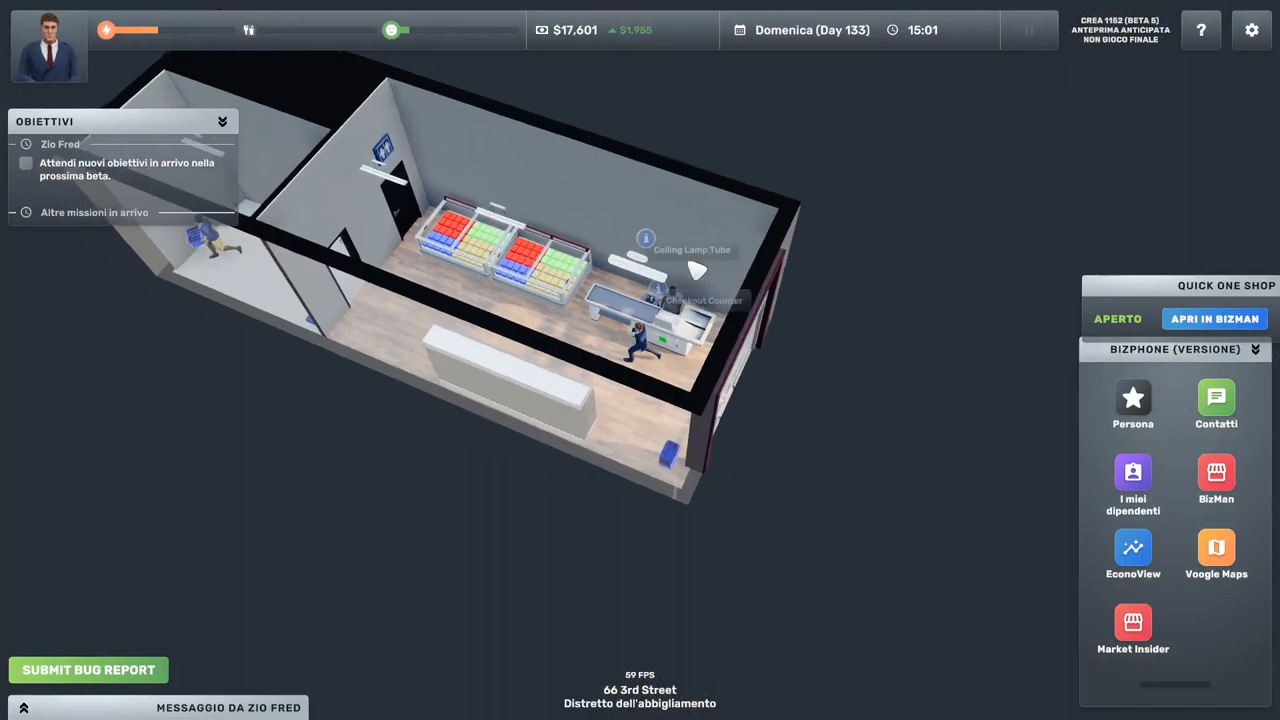 $17,601
$1,955
Domenica (Day 133)
15:01
CREA 1152 (BETA 5)
ANTEPRIMA ANTICIPATA
NON GIOCO FINALE
?
OBIETTIVI
Zio Fred
Attendi nuovi obiettivi in arrivo nella
prossima beta.
Altre missioni in arrivo
Ceiling Lamp Tube
Checkout Counter
QUICK ONE SHOP
APERTO
APRI IN BIZMAN
BIZPHONE (VERSIONE)
Persona
Contatti
I miei
dipendenti
BizMan
EconoView
Voogle Maps
Market Insider
SUBMIT BUG REPORT
MESSAGGIO DA ZIO FRED
59 FPS
66 3rd Street
Distretto dell'abbigliamento